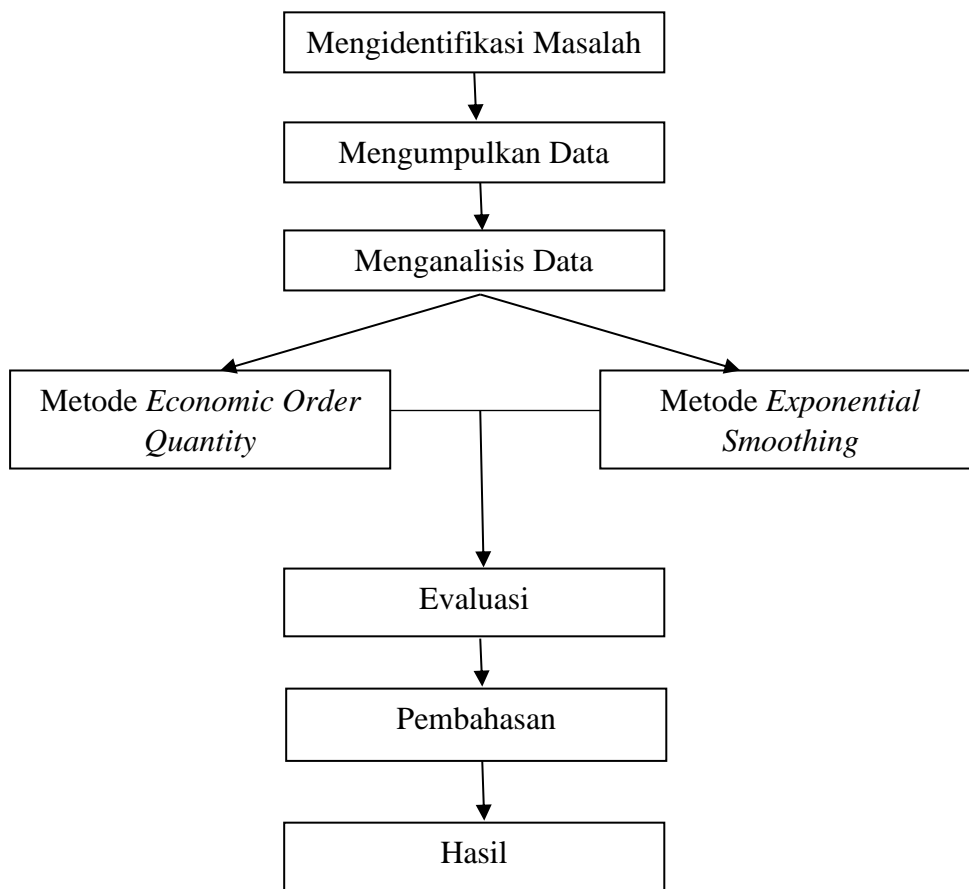 Mengidentifikasi Masalah
Mengumpulkan Data
Menganalisis Data
Metode Economic Order
Quantity
Metode Exponential
Smoothing
Evaluasi
Pembahasan
Hasil